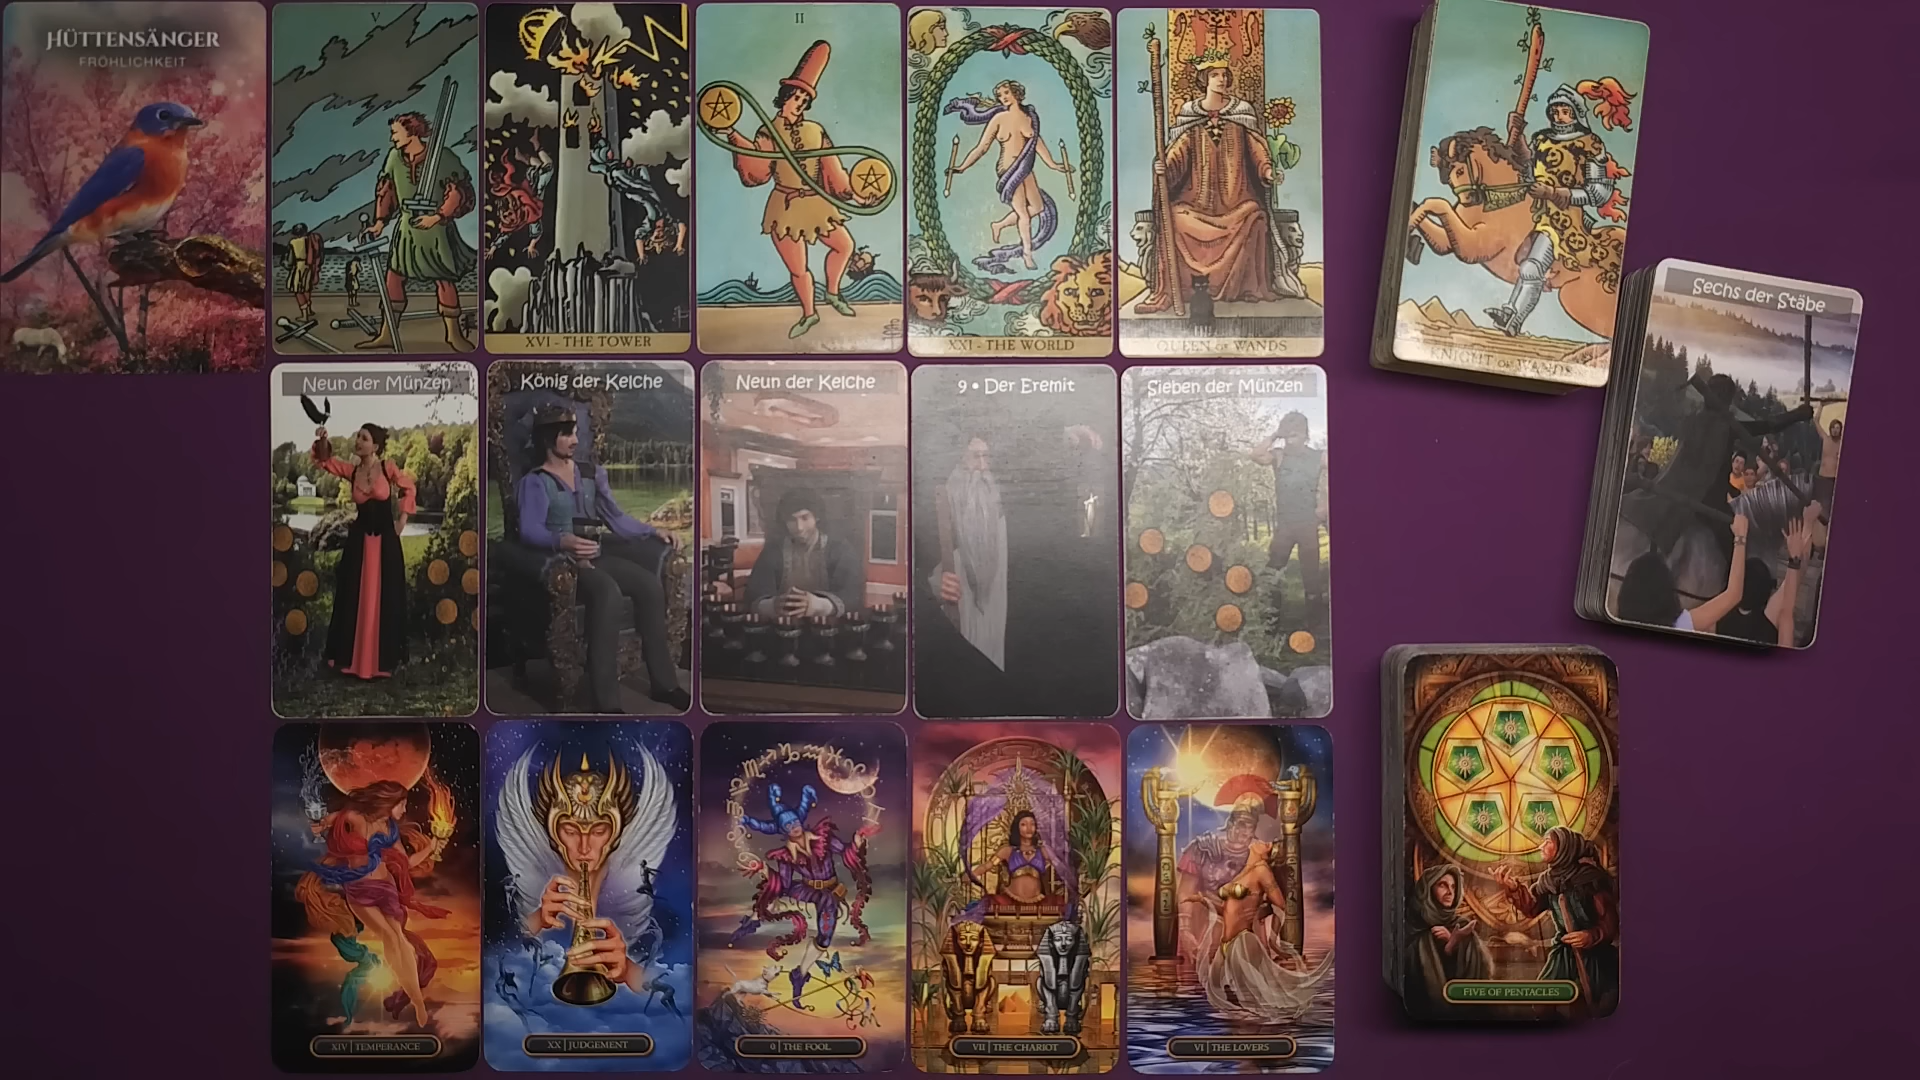 HÜTTENSÄNGER
FRÖHLICHKEIT
V
XVI - THE TOWER
II
XXI - THE WORLD
QUEEN OF WANDS
KNIGHT OF WANDS
Neun der Münzen
König der Kelche
Neun der Kelche
9 • Der Eremit
Sieben der Münzen
Sechs der Stäbe
XIV | TEMPERANCE
XX | JUDGEMENT
0 | THE FOOL
VII | THE CHARIOT
VI | THE LOVERS
FIVE OF PENTACLES